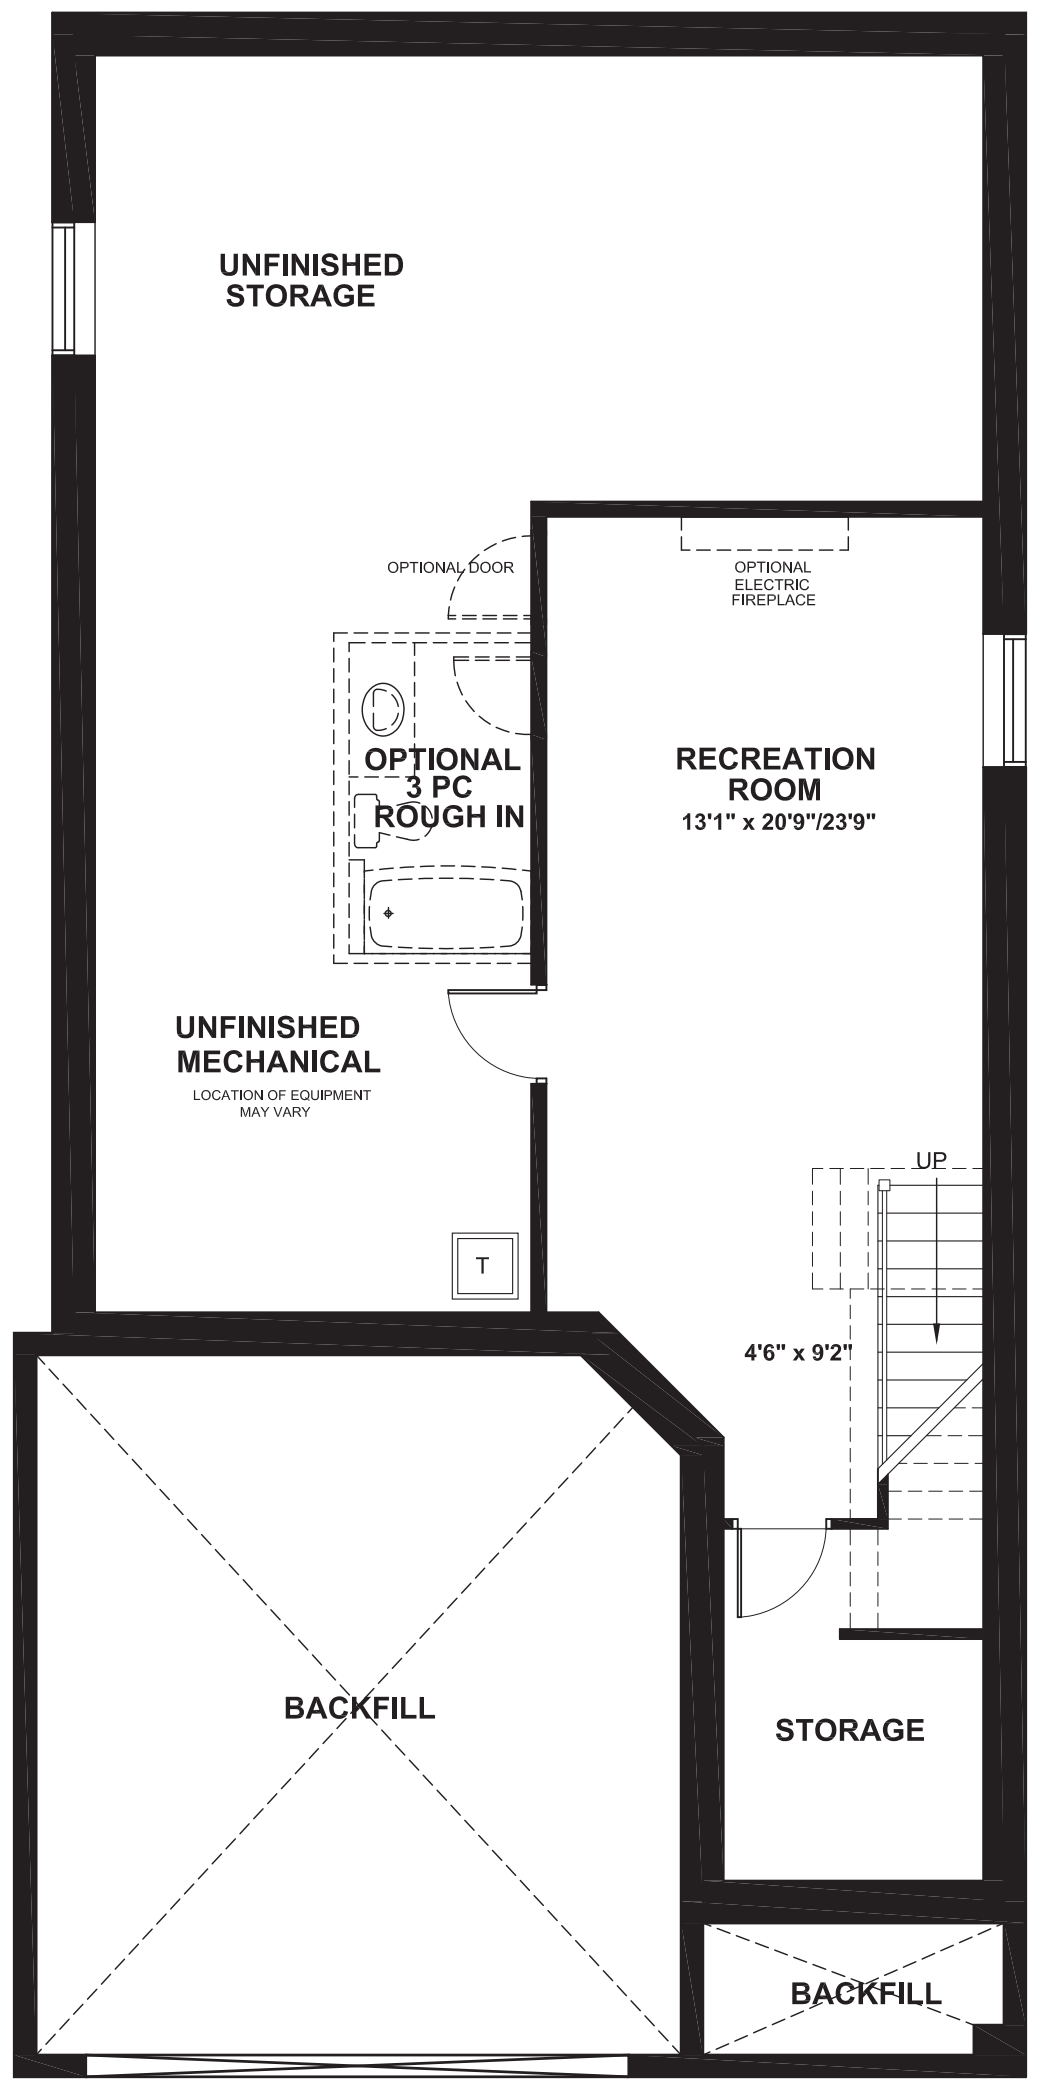 UNFINISHED
STORAGE
OPTIONAL DOOR
OPTIONAL
ELECTRIC
FIREPLACE
OPTIONAL
3 PC
ROUGH IN
RECREATION
ROOM
13'1" x 20'9"/23'9"
UNFINISHED
MECHANICAL
LOCATION OF EQUIPMENT
MAY VARY
UP
T
4'6" x 9'2"
BACKFILL
STORAGE
BACKFILL